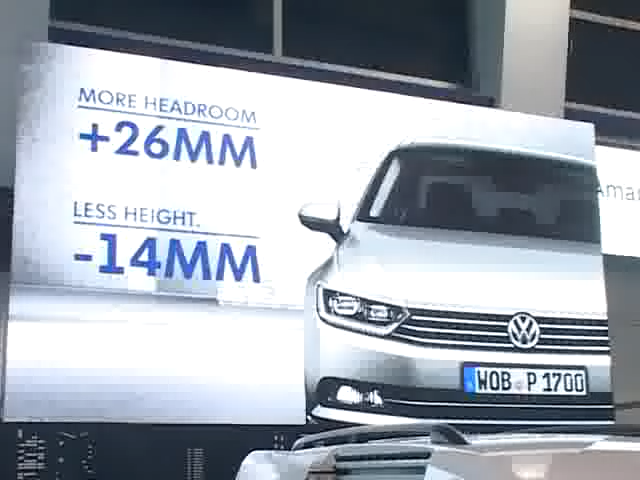 MORE HEADROOM
+26MM
LESS HEIGHT.
-14MM
WOB P 1700